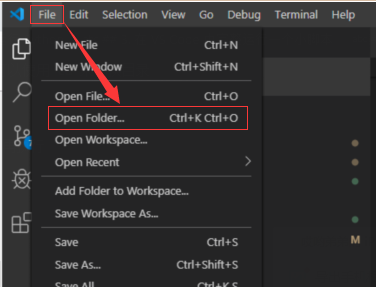 File Edit Selection View Go Debug Terminal Help
New File Ctrl+N
New Window Ctrl+Shift+N
Open File... Ctrl+O
Open Folder... Ctrl+K Ctrl+O
Open Workspace...
Open Recent
Add Folder to Workspace...
Save Workspace As...
M
Save Ctrl+S
Save As... Ctrl+Shift+S
Save All Ctrl+K S